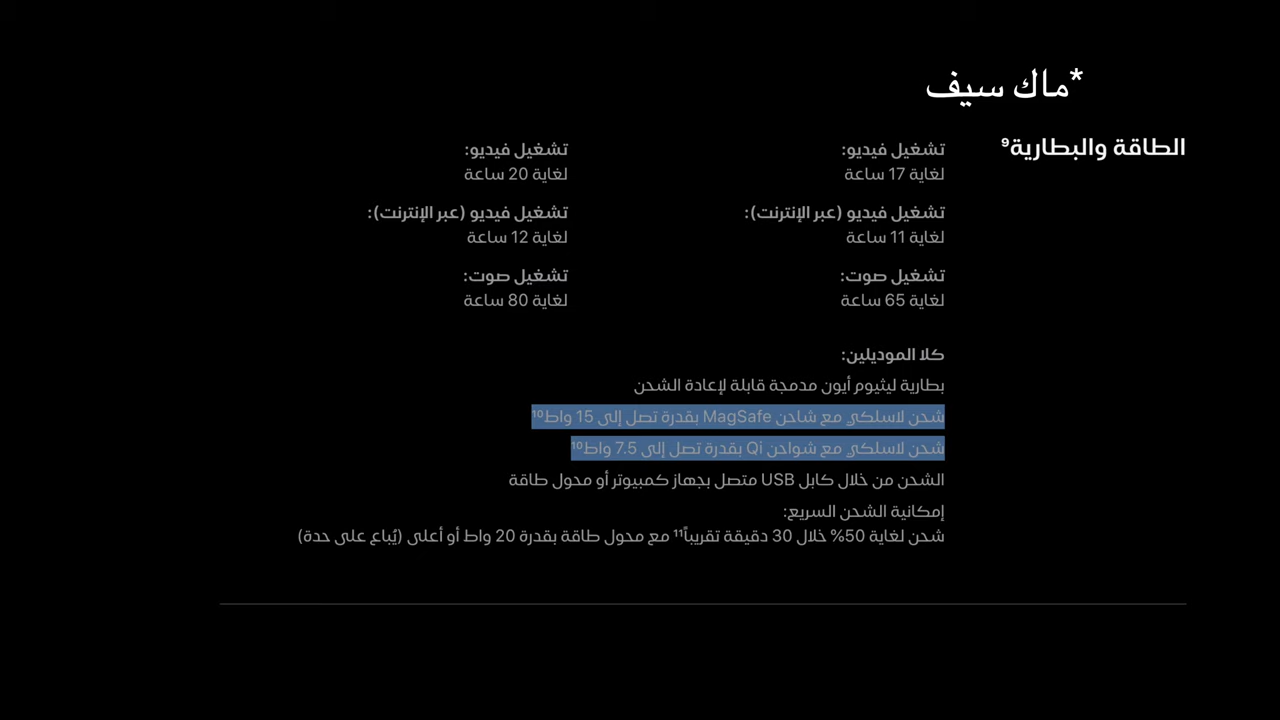 *ماك سيف
الطاقة والبطارية⁹
تشغيل فيديو:
لغاية 17 ساعة
تشغيل فيديو (عبر الإنترنت):
لغاية 11 ساعة
تشغيل صوت:
لغاية 65 ساعة
تشغيل فيديو:
لغاية 20 ساعة
تشغيل فيديو (عبر الإنترنت):
لغاية 12 ساعة
تشغيل صوت:
لغاية 80 ساعة
كلا الموديلين:
بطارية ليثيوم أيون مدمجة قابلة لإعادة الشحن
شحن لاسلكي مع شاحن MagSafe بقدرة تصل إلى 15 واط¹⁰
شحن لاسلكي مع شواحن Qi بقدرة تصل إلى 7.5 واط¹⁰
الشحن من خلال كابل USB متصل بجهاز كمبيوتر أو محول طاقة
إمكانية الشحن السريع:
شحن لغاية 50% خلال 30 دقيقة تقريباً¹¹ مع محول طاقة بقدرة 20 واط أو أعلى (يُباع على حدة)